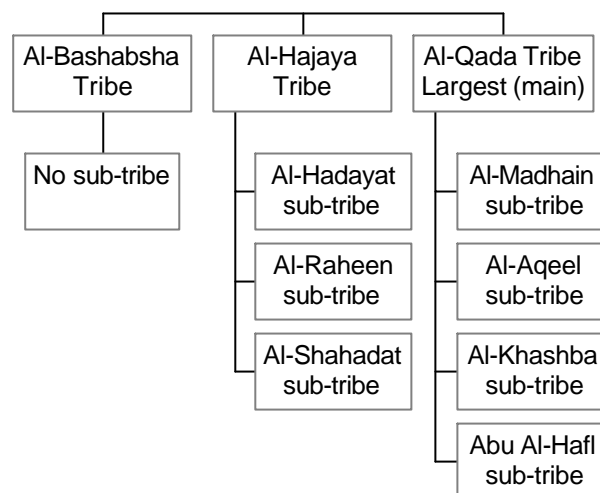 Al-Bashabsha
Tribe
Al-Hajaya
Tribe
Al-Qada Tribe
Largest (main)
No sub-tribe
Al-Hadayat
sub-tribe
Al-Raheen
sub-tribe
Al-Shahadat
sub-tribe
Al-Madhain
sub-tribe
Al-Aqeel
sub-tribe
Al-Khashba
sub-tribe
Abu Al-Hafl
sub-tribe